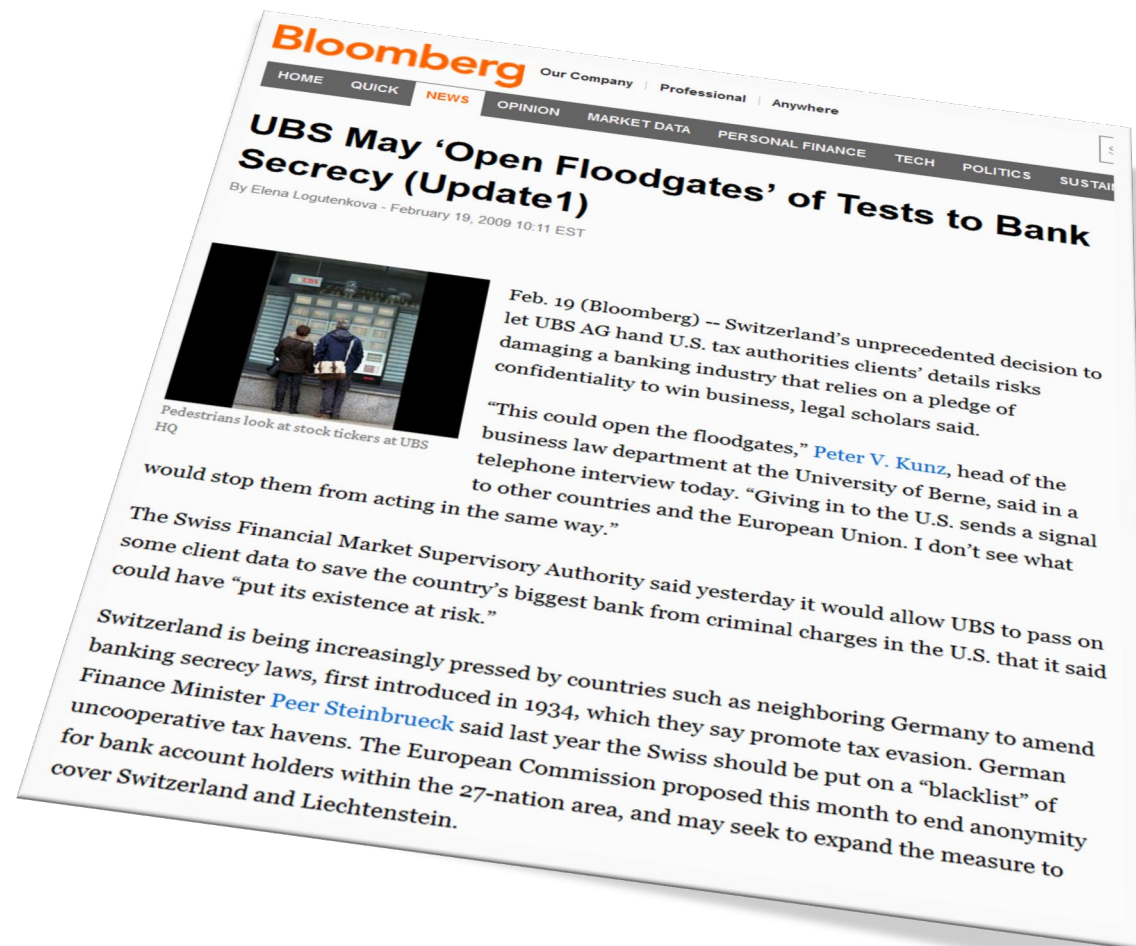 Bloomberg
Our Company | Professional | Anywhere
HOME QUICK NEWS OPINION MARKET DATA PERSONAL FINANCE TECH POLITICS SUSTAI
UBS May ‘Open Floodgates’ of Tests to Bank
Secrecy (Update1)
By Elena Logutenkova - February 19, 2009 10:11 EST
UBS
Pedestrians look at stock tickers at UBS
HQ
Feb. 19 (Bloomberg) -- Switzerland’s unprecedented decision to
let UBS AG hand U.S. tax authorities clients’ details risks
damaging a banking industry that relies on a pledge of
confidentiality to win business, legal scholars said.
“This could open the floodgates,” Peter V. Kunz, head of the
business law department at the University of Berne, said in a
telephone interview today. “Giving in to the U.S. sends a signal
to other countries and the European Union. I don’t see what
would stop them from acting in the same way.”
The Swiss Financial Market Supervisory Authority said yesterday it would allow UBS to pass on
some client data to save the country’s biggest bank from criminal charges in the U.S. that it said
could have “put its existence at risk.”
Switzerland is being increasingly pressed by countries such as neighboring Germany to amend
banking secrecy laws, first introduced in 1934, which they say promote tax evasion. German
Finance Minister Peer Steinbrueck said last year the Swiss should be put on a “blacklist” of
uncooperative tax havens. The European Commission proposed this month to end anonymity
for bank account holders within the 27-nation area, and may seek to expand the measure to
cover Switzerland and Liechtenstein.